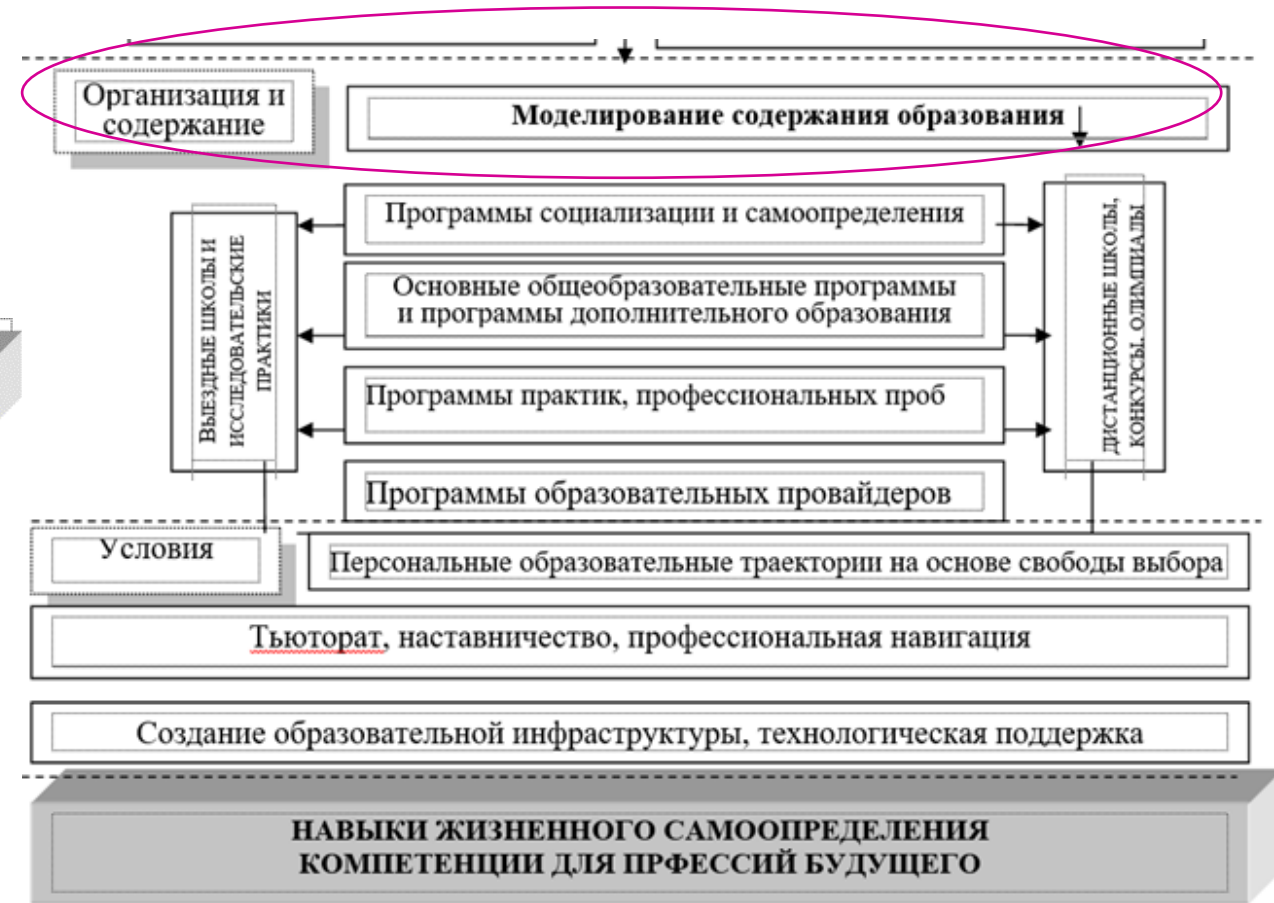 Организация и
содержание
Моделирование содержания образования
Программы социализации и самоопределения
Основные общеобразовательные программы
и программы дополнительного образования
Программы практик, профессиональных проб
Программы образовательных провайдеров
ВЫЕЗДНЫЕ ШКОЛЫ И
ИССЛЕДОВАТЕЛЬСКИЕ
ПРАКТИКИ
ДИСТАНЦИОННЫЕ ШКОЛЫ,
КОНКУРСЫ, ОЛИМПИАДЫ
Условия
Персональные образовательные траектории на основе свободы выбора
Тьюторат, наставничество, профессиональная навигация
Создание образовательной инфраструктуры, технологическая поддержка
НАВЫКИ ЖИЗНЕННОГО САМООПРЕДЕЛЕНИЯ
КОМПЕТЕНЦИИ ДЛЯ ПРФЕССИЙ БУДУЩЕГО